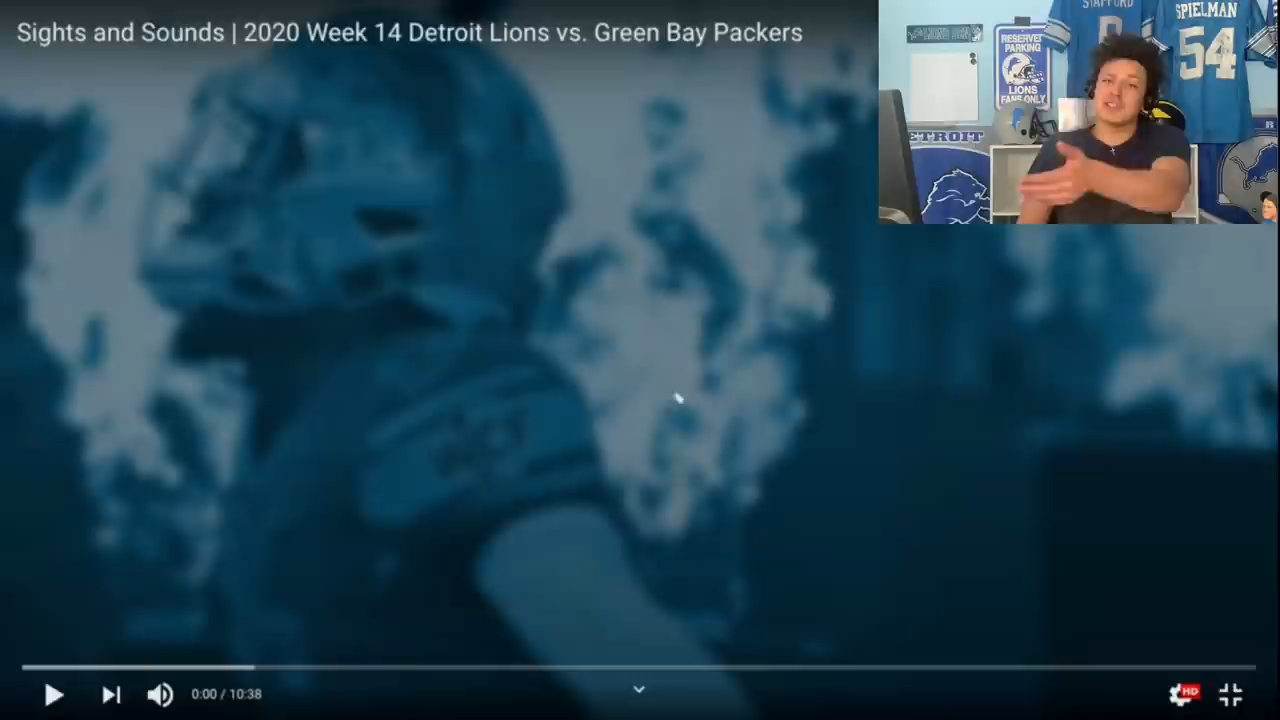 Sights and Sounds | 2020 Week 14 Detroit Lions vs. Green Bay Packers
STAFFORD
SPIELMAN
54
RESERVED
PARKING
LIONS
FANS ONLY
DETROIT
0:00 / 10:38
HD